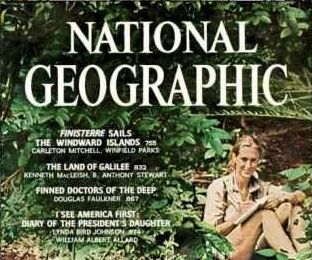 NATIONAL
GEOGRAPHIC
FINISTERRE SAILS
THE WINDWARD ISLANDS 755
CARLETON MITCHELL, WINFIELD PARKS
THE LAND OF GALILEE 832
KENNETH MACLEISH, B. ANTHONY STEWART
FINNED DOCTORS OF THE DEEP
DOUGLAS FAULKNER 867
I SEE AMERICA FIRST:
DIARY OF THE PRESIDENT'S DAUGHTER
LYNDA BIRD JOHNSON 874
WILLIAM ALBERT ALLARD